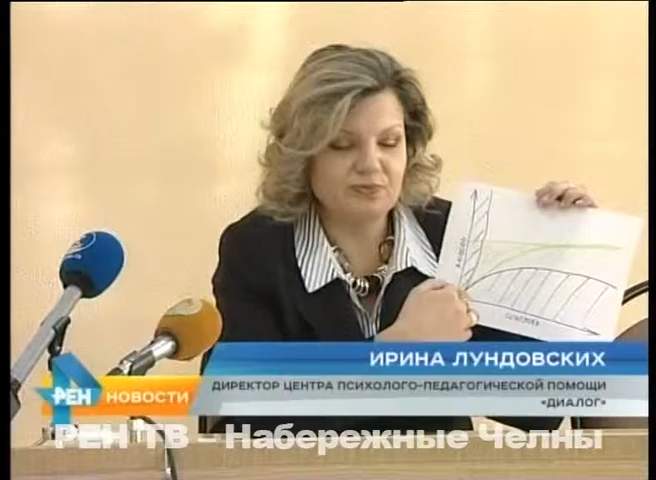 ИРИНА ЛУНДОВСКИХ
РЕН НОВОСТИ
ДИРЕКТОР ЦЕНТРА ПСИХОЛОГО-ПЕДАГОГИЧЕСКОЙ ПОМОЩИ
«ДИАЛОГ»
РЕН ТВ – Набережные Челны